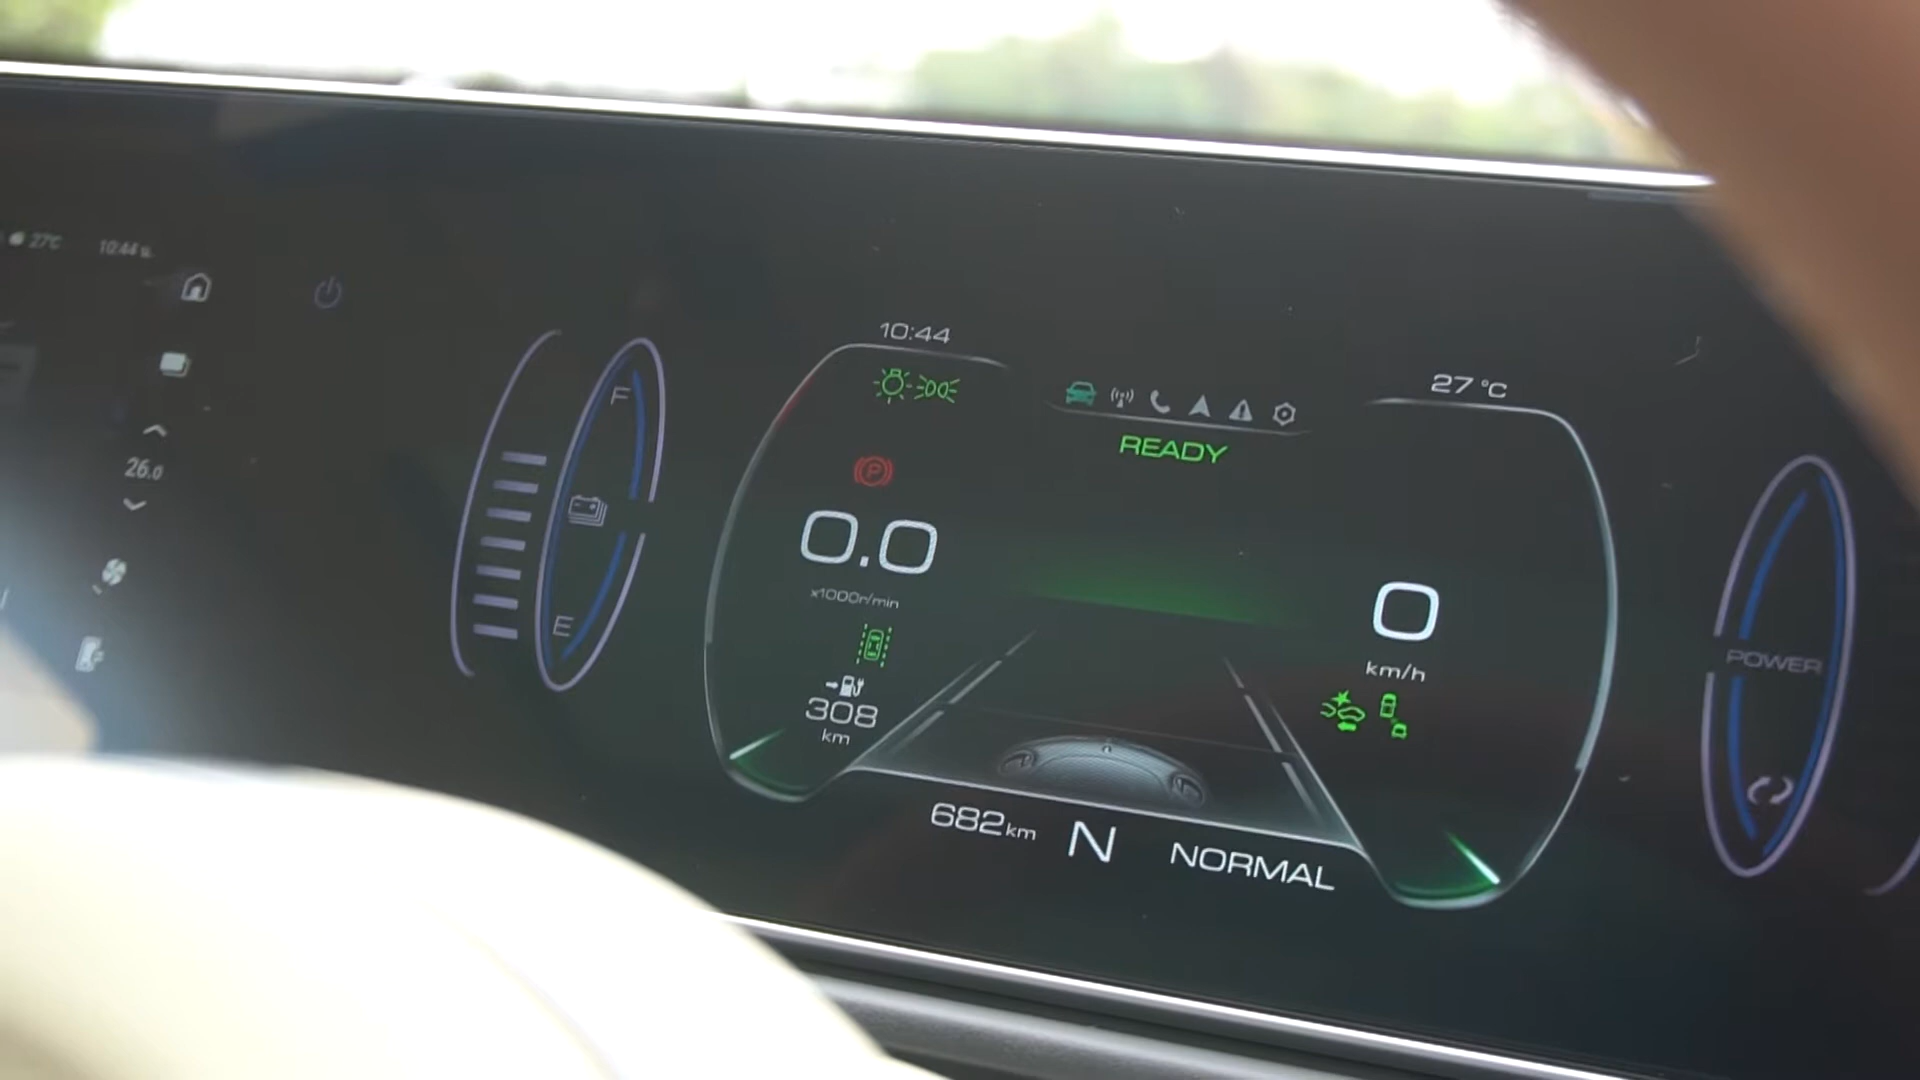 27℃ 10:44 น.
26.0
F
E
10:44
27 °C
READY
P
0.0
x1000r/min
308
km
0
km/h
682km N NORMAL
POWER